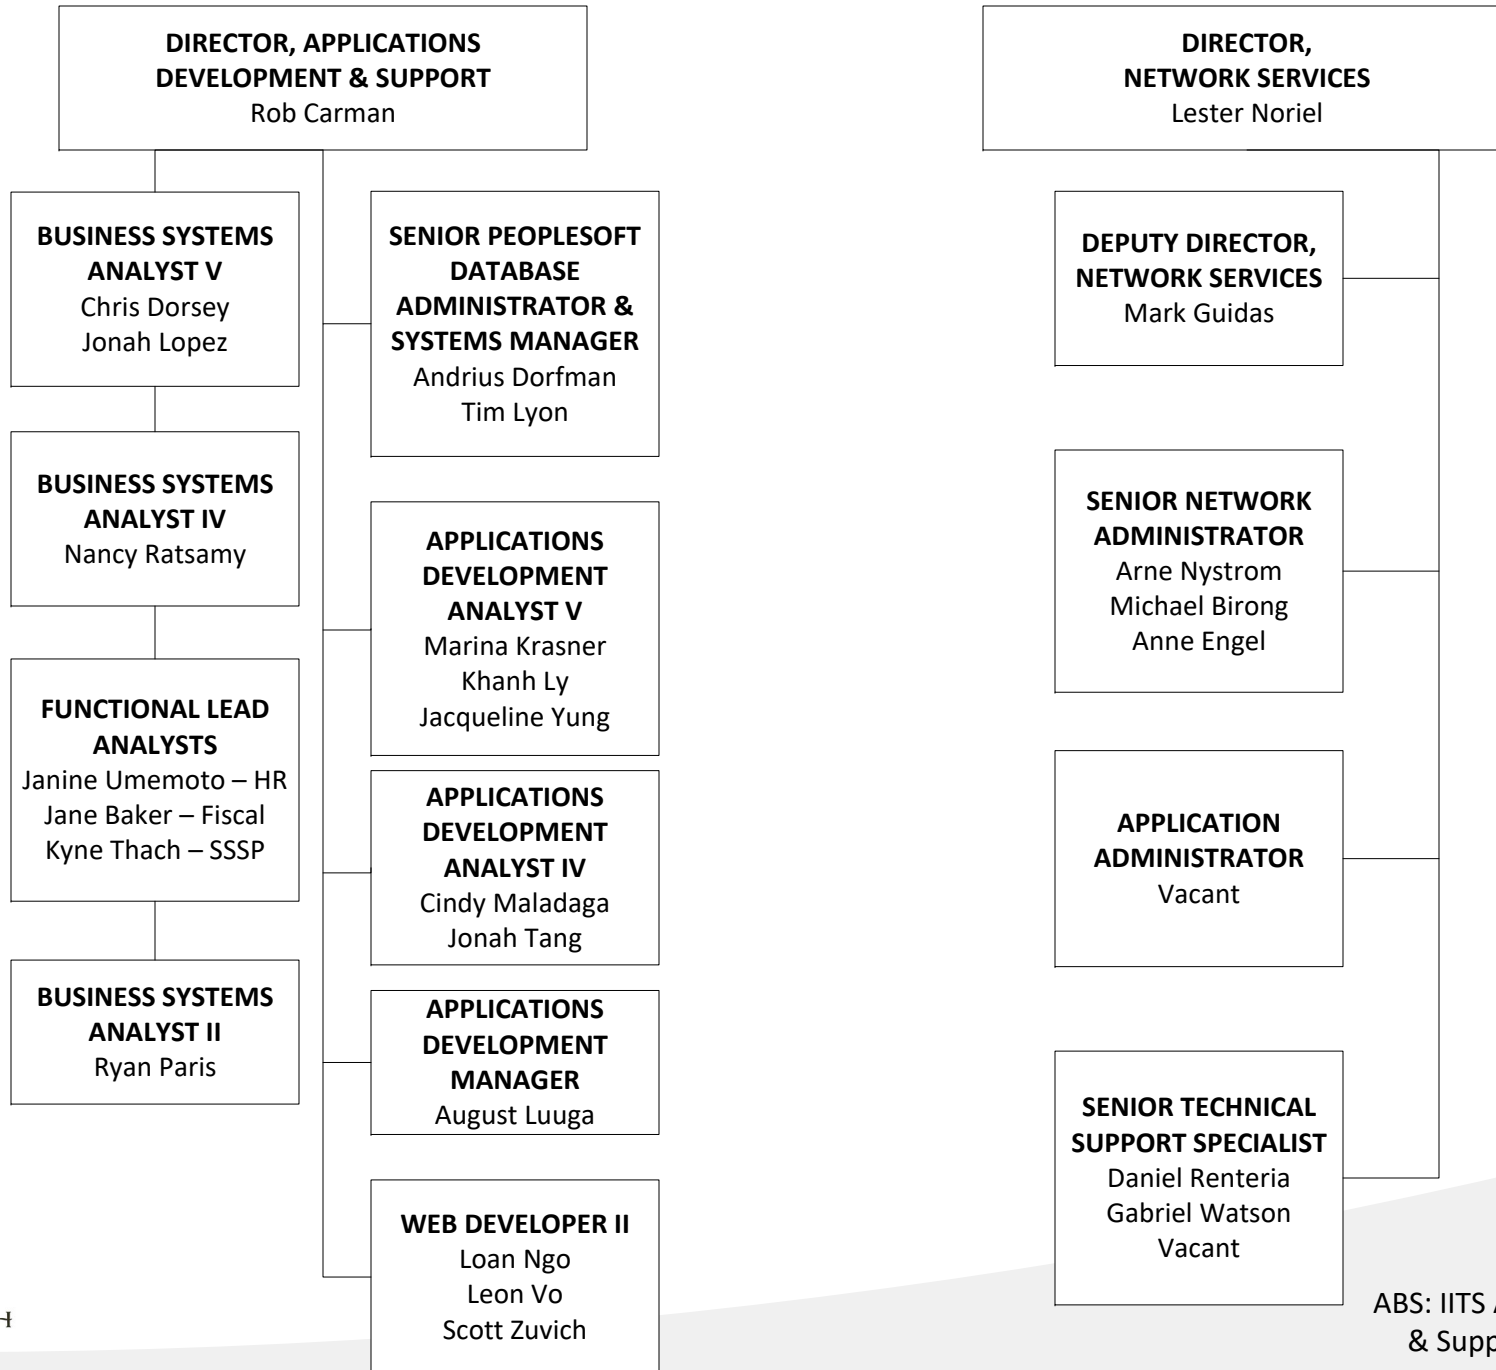 DIRECTOR, APPLICATIONS
DEVELOPMENT & SUPPORT
Rob Carman
BUSINESS SYSTEMS
ANALYST V
Chris Dorsey
Jonah Lopez
BUSINESS SYSTEMS
ANALYST IV
Nancy Ratsamy
FUNCTIONAL LEAD
ANALYSTS
Janine Umemoto – HR
Jane Baker – Fiscal
Kyne Thach – SSSP
BUSINESS SYSTEMS
ANALYST II
Ryan Paris
SENIOR PEOPLESOFT
DATABASE
ADMINISTRATOR &
SYSTEMS MANAGER
Andrius Dorfman
Tim Lyon
APPLICATIONS
DEVELOPMENT
ANALYST V
Marina Krasner
Khanh Ly
Jacqueline Yung
APPLICATIONS
DEVELOPMENT
ANALYST IV
Cindy Maladaga
Jonah Tang
APPLICATIONS
DEVELOPMENT
MANAGER
August Luuga
WEB DEVELOPER II
Loan Ngo
Leon Vo
Scott Zuvich
DIRECTOR,
NETWORK SERVICES
Lester Noriel
DEPUTY DIRECTOR,
NETWORK SERVICES
Mark Guidas
SENIOR NETWORK
ADMINISTRATOR
Arne Nystrom
Michael Birong
Anne Engel
APPLICATION
ADMINISTRATOR
Vacant
SENIOR TECHNICAL
SUPPORT SPECIALIST
Daniel Renteria
Gabriel Watson
Vacant
ABS: IITS
& Supp